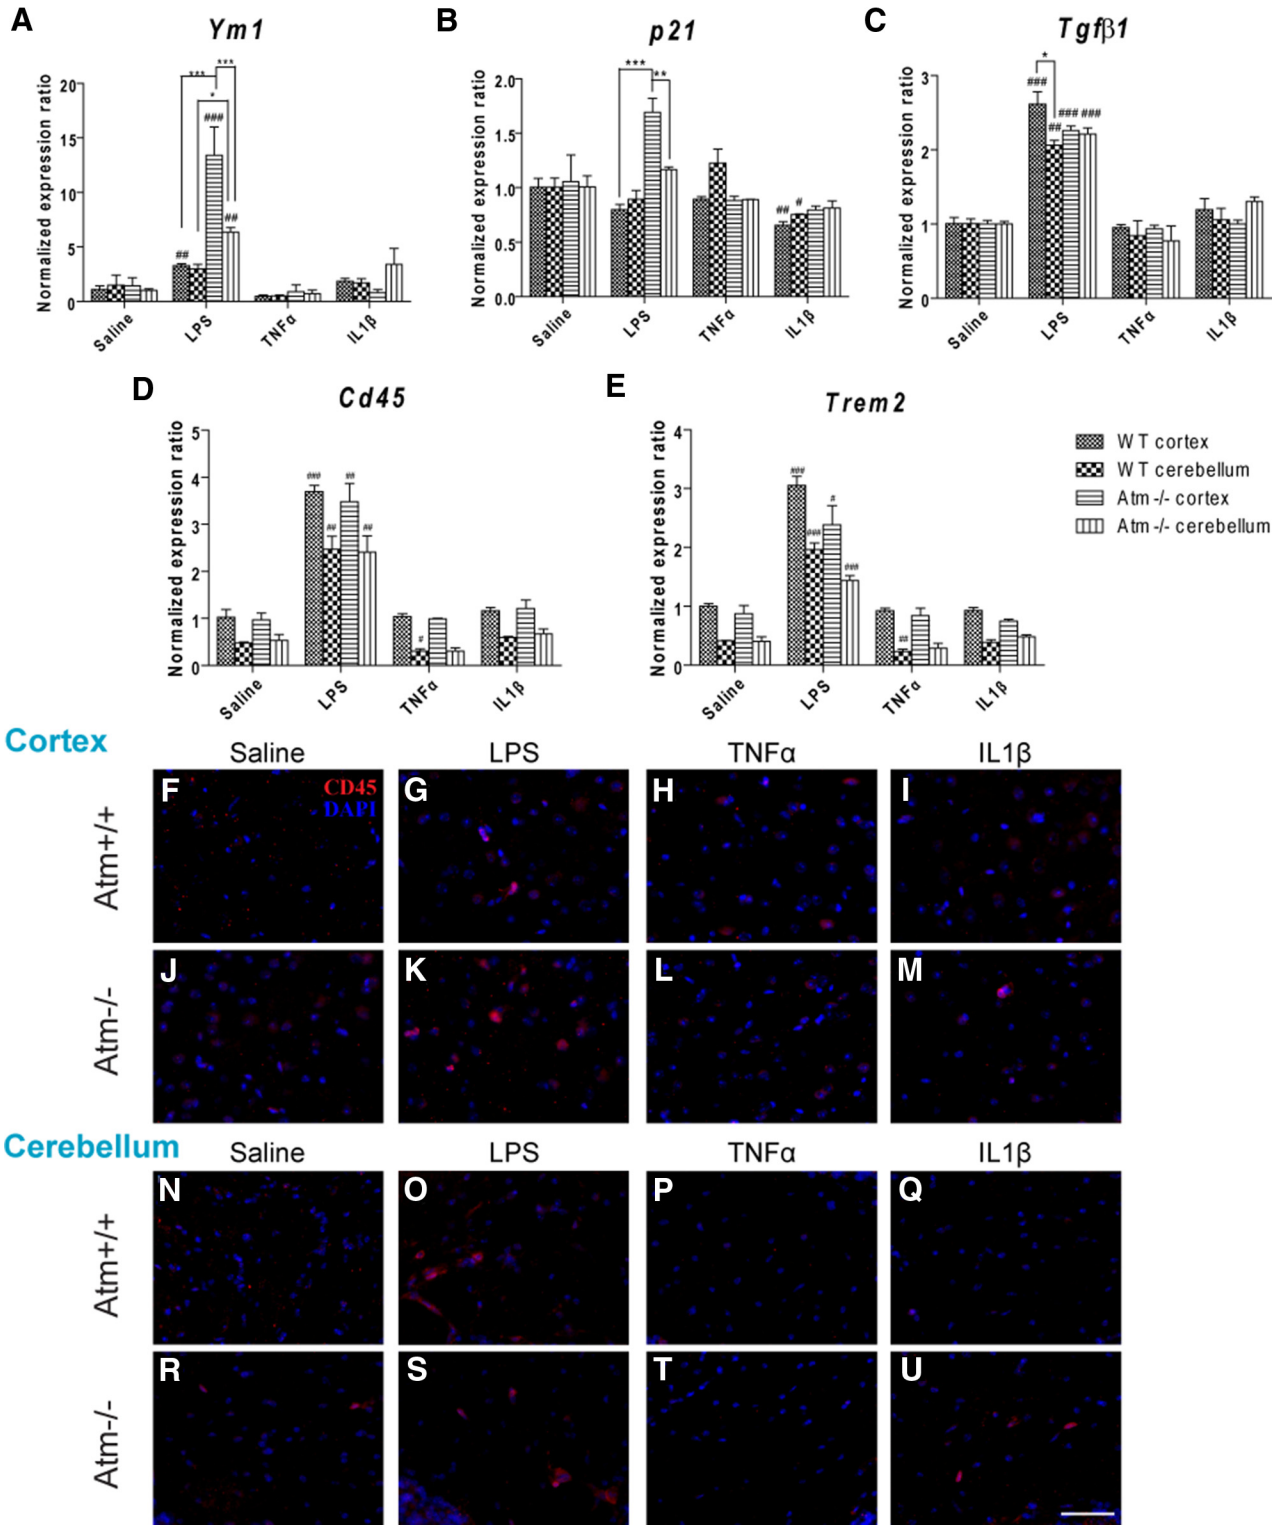 A
Ym1
Normalized expression ratio
20
15
10
5
0
***
***
*
###
##
##
Saline
LPS
TNFα
IL1β
B
p21
Normalized expression ratio
2.0
1.5
1.0
0.5
0.0
***
**
##
#
Saline
LPS
TNFα
IL1β
C
Tgfβ1
Normalized expression ratio
3
2
1
0
*
###
##
###
###
Saline
LPS
TNFα
IL1β
D
Cd45
Normalized expression ratio
5
4
3
2
1
0
###
##
##
##
#
Saline
LPS
TNFα
IL1β
E
Trem2
Normalized expression ratio
4
3
2
1
0
###
###
#
###
##
Saline
LPS
TNFα
IL1β
WT cortex
WT cerebellum
Atm-/- cortex
Atm-/- cerebellum
Cortex
Saline LPS TNFα IL1β
Atm+/+
F
CD45
DAPI
G
H
I
Atm-/-
J
K
L
M
Cerebellum
Saline LPS TNFα IL1β
Atm+/+
N
O
P
Q
Atm-/-
R
S
T
U